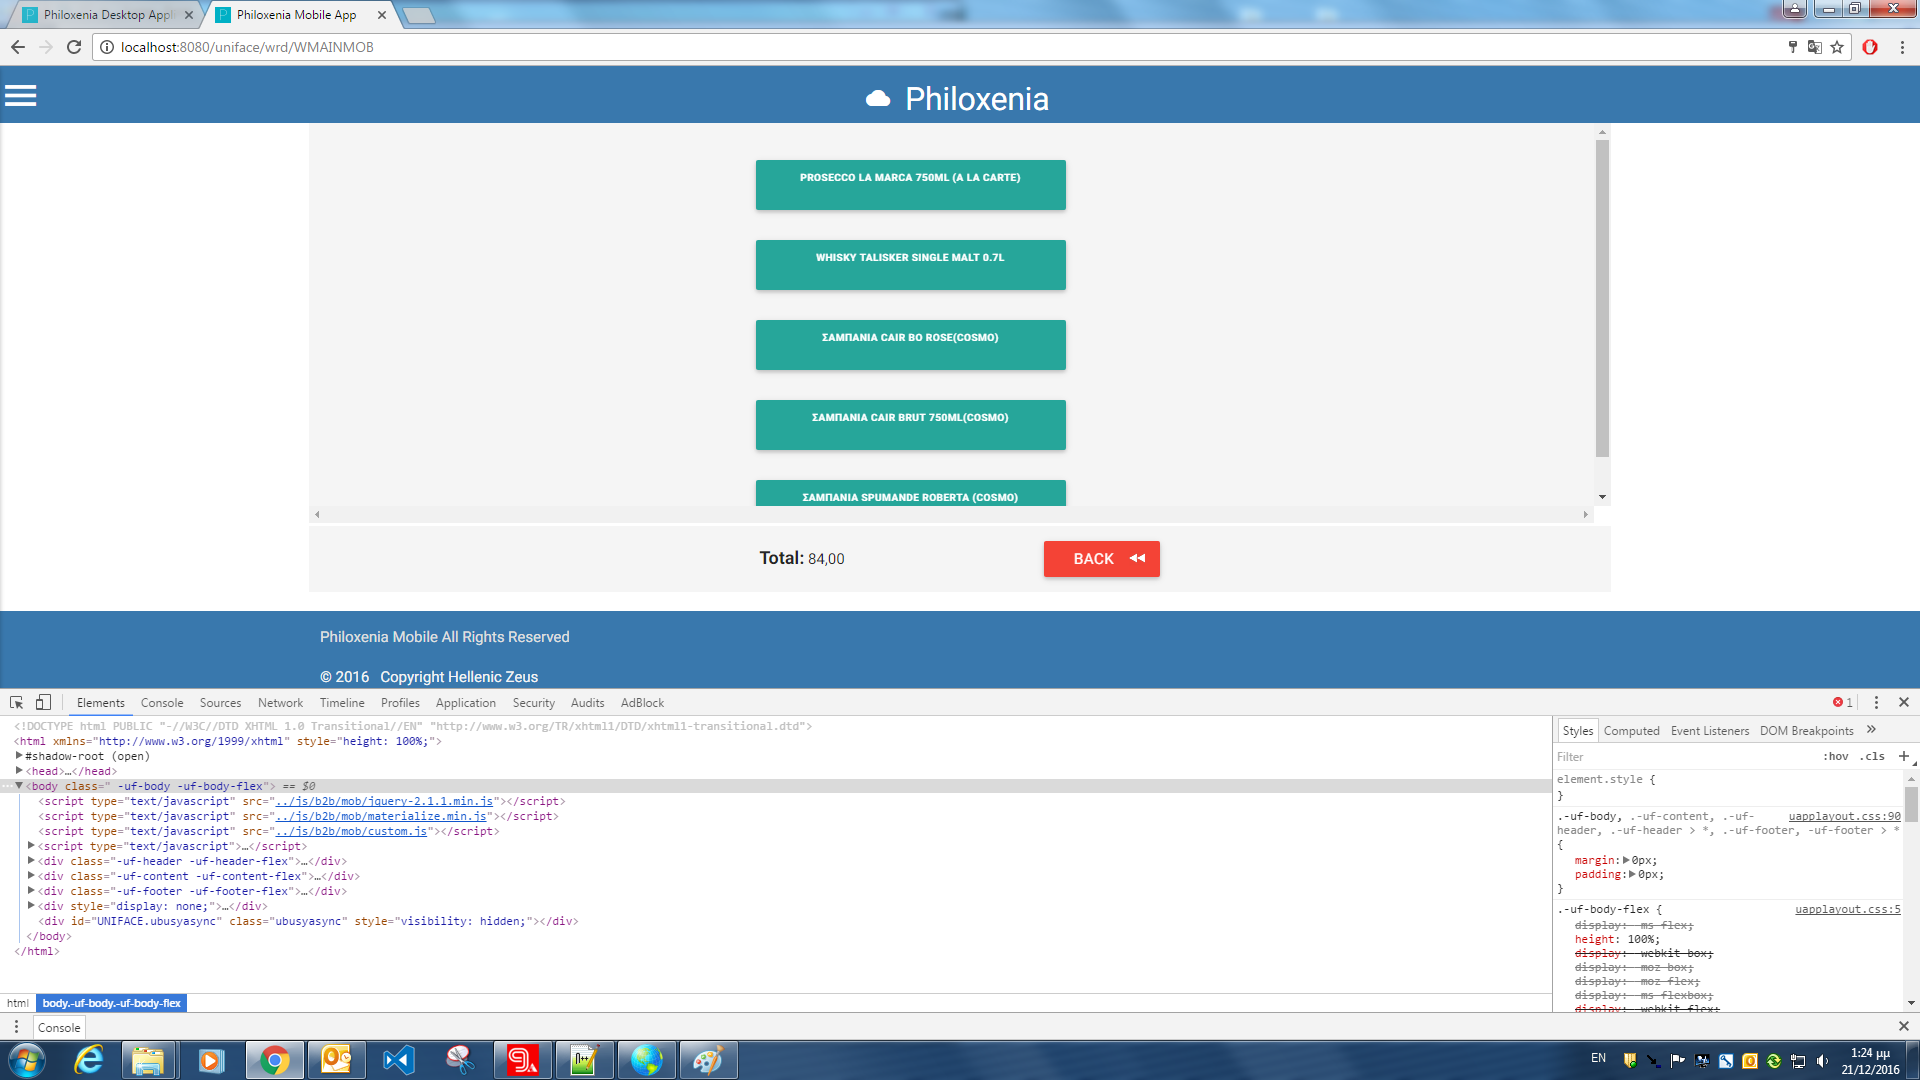 Philoxenia Desktop Appl
Philoxenia Mobile App
localhost:8080/uniface/wrd/WMAINMOB
Philoxenia
PROSECCO LA MARCA 750ML (A LA CARTE)
WHISKY TALISKER SINGLE MALT 0.7L
ΣΑΜΠΑΝΙΑ CAIR BO ROSE(COSMO)
ΣΑΜΠΑΝΙΑ CAIR BRUT 750ML(COSMO)
ΣΑΜΠΑΝΙΑ SPUMANDE ROBERTA (COSMO)
Total: 84,00
BACK
Philoxenia Mobile All Rights Reserved
© 2016 Copyright Hellenic Zeus
Elements Console Sources Network Timeline Profiles Application Security Audits AdBlock 1
<!DOCTYPE html PUBLIC "-//W3C//DTD XHTML 1.0 Transitional//EN" "http://www.w3.org/TR/xhtml1/DTD/xhtml1-transitional.dtd">
<html xmlns="http://www.w3.org/1999/xhtml" style="height: 100%;">
#shadow-root (open)
<head>…</head>
<body class=" -uf-body -uf-body-flex"> == $0
<script type="text/javascript" src="../js/b2b/mob/jquery-2.1.1.min.js"></script>
<script type="text/javascript" src="../js/b2b/mob/materialize.min.js"></script>
<script type="text/javascript" src="../js/b2b/mob/custom.js"></script>
<script type="text/javascript">…</script>
<div class="-uf-header -uf-header-flex">…</div>
<div class="-uf-content -uf-content-flex">…</div>
<div class="-uf-footer -uf-footer-flex">…</div>
<div style="display: none;">…</div>
<div id="UNIFACE.ubusyasync" class="ubusyasync" style="visibility: hidden;"></div>
</body>
</html>
html body.-uf-body.-uf-body-flex
Styles Computed Event Listeners DOM Breakpoints »
Filter :hov .cls +
element.style {
}
.-uf-body, .-uf-content, .-uf- uapplayout.css:90
header, .-uf-header > *, .-uf-footer, -uf-footer > *
{
margin: 0px;
padding: 0px;
}
.-uf-body-flex { uapplayout.css:5
display: -ms-flex;
height: 100%;
display: -webkit-box;
display: -moz-box;
display: -moz-flex;
display: -ms-flexbox;
display: -webkit-flex;
Console
EN
1:24 μμ
21/12/2016